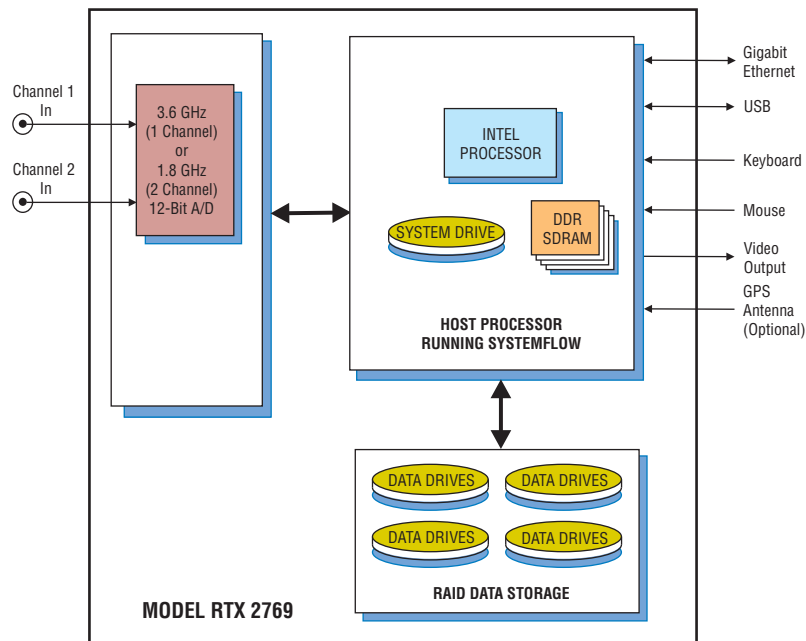 Channel 1
In
Channel 2
In
3.6 GHz
(1 Channel)
or
1.8 GHz
(2 Channel)
12-Bit A/D
INTEL
PROCESSOR
SYSTEM DRIVE
DDR
SDRAM
HOST PROCESSOR
RUNNING SYSTEMFLOW
Gigabit
Ethernet
USB
Keyboard
Mouse
Video
Output
GPS
Antenna
(Optional)
DATA DRIVES
DATA DRIVES
DATA DRIVES
DATA DRIVES
RAID DATA STORAGE
MODEL RTX 2769